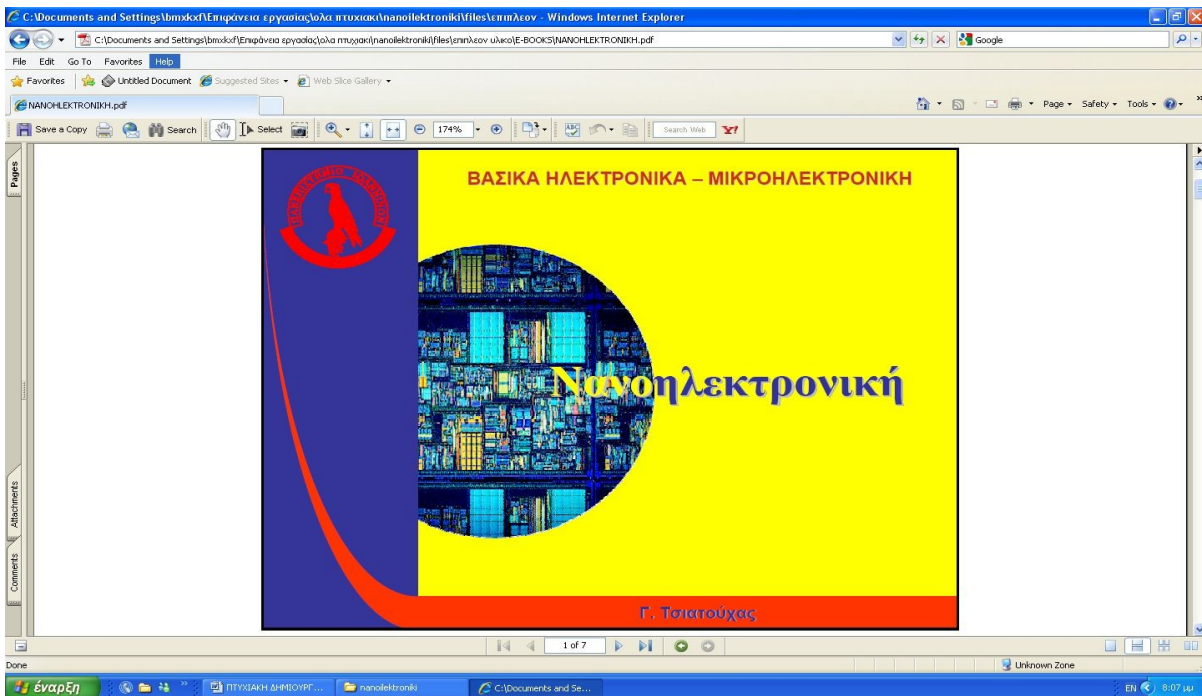 C:\Documents and Settings\bmxkxf\Επιφάνεια εργασίας\ολα πτυχιακι\nanoilektroniki\files\επιπλεον - Windows Internet Explorer
C:\Documents and Settings\bmxkxf\Επιφάνεια εργασίας\ολα πτυχιακι\nanoilektroniki\files\επιπλεον υλικο\E-BOOKS\NANOHLEKTRONIKH.pdf
Google
File Edit Go To Favorites Help
Favorites Untitled Document Suggested Sites Web Slice Gallery
NANOHLEKTRONIKH.pdf
Page Safety Tools
Save a Copy Search Select 174% Search Web Y!
Pages
ΒΑΣΙΚΑ ΗΛΕΚΤΡΟΝΙΚΑ – ΜΙΚΡΟΗΛΕΚΤΡΟΝΙΚΗ
Νανοηλεκτρονική
Attachments
Comments
Γ. Τσιατούχας
1 of 7
Done
Unknown Zone
έναρξη
ΠΤΥΧΙΑΚΗ ΔΗΜΙΟΥΡΓ...
nanoilektroniki
C:\Documents and Se...
EN
8:07 μμ